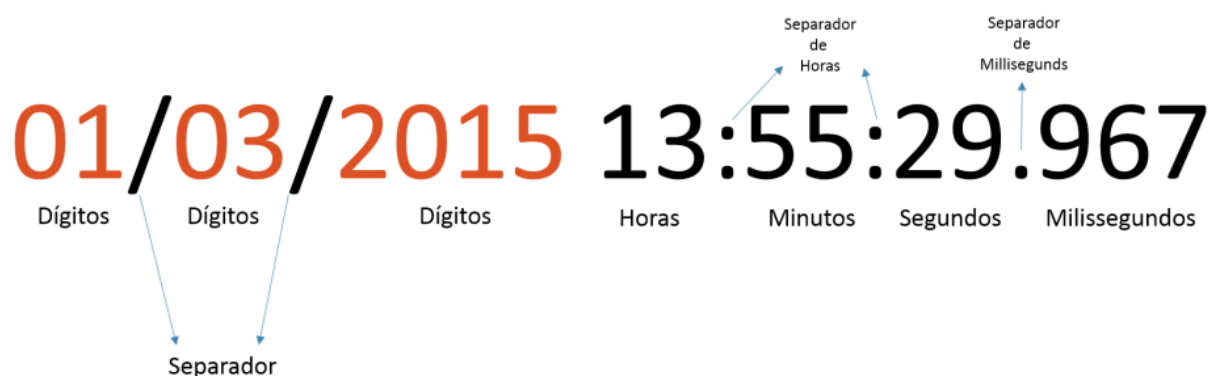 Separador
de
Horas
Separador
de
Millisegunds
01/03/2015 13:55:29.967
Dígitos Dígitos Dígitos Horas Minutos Segundos Milissegundos
Separador